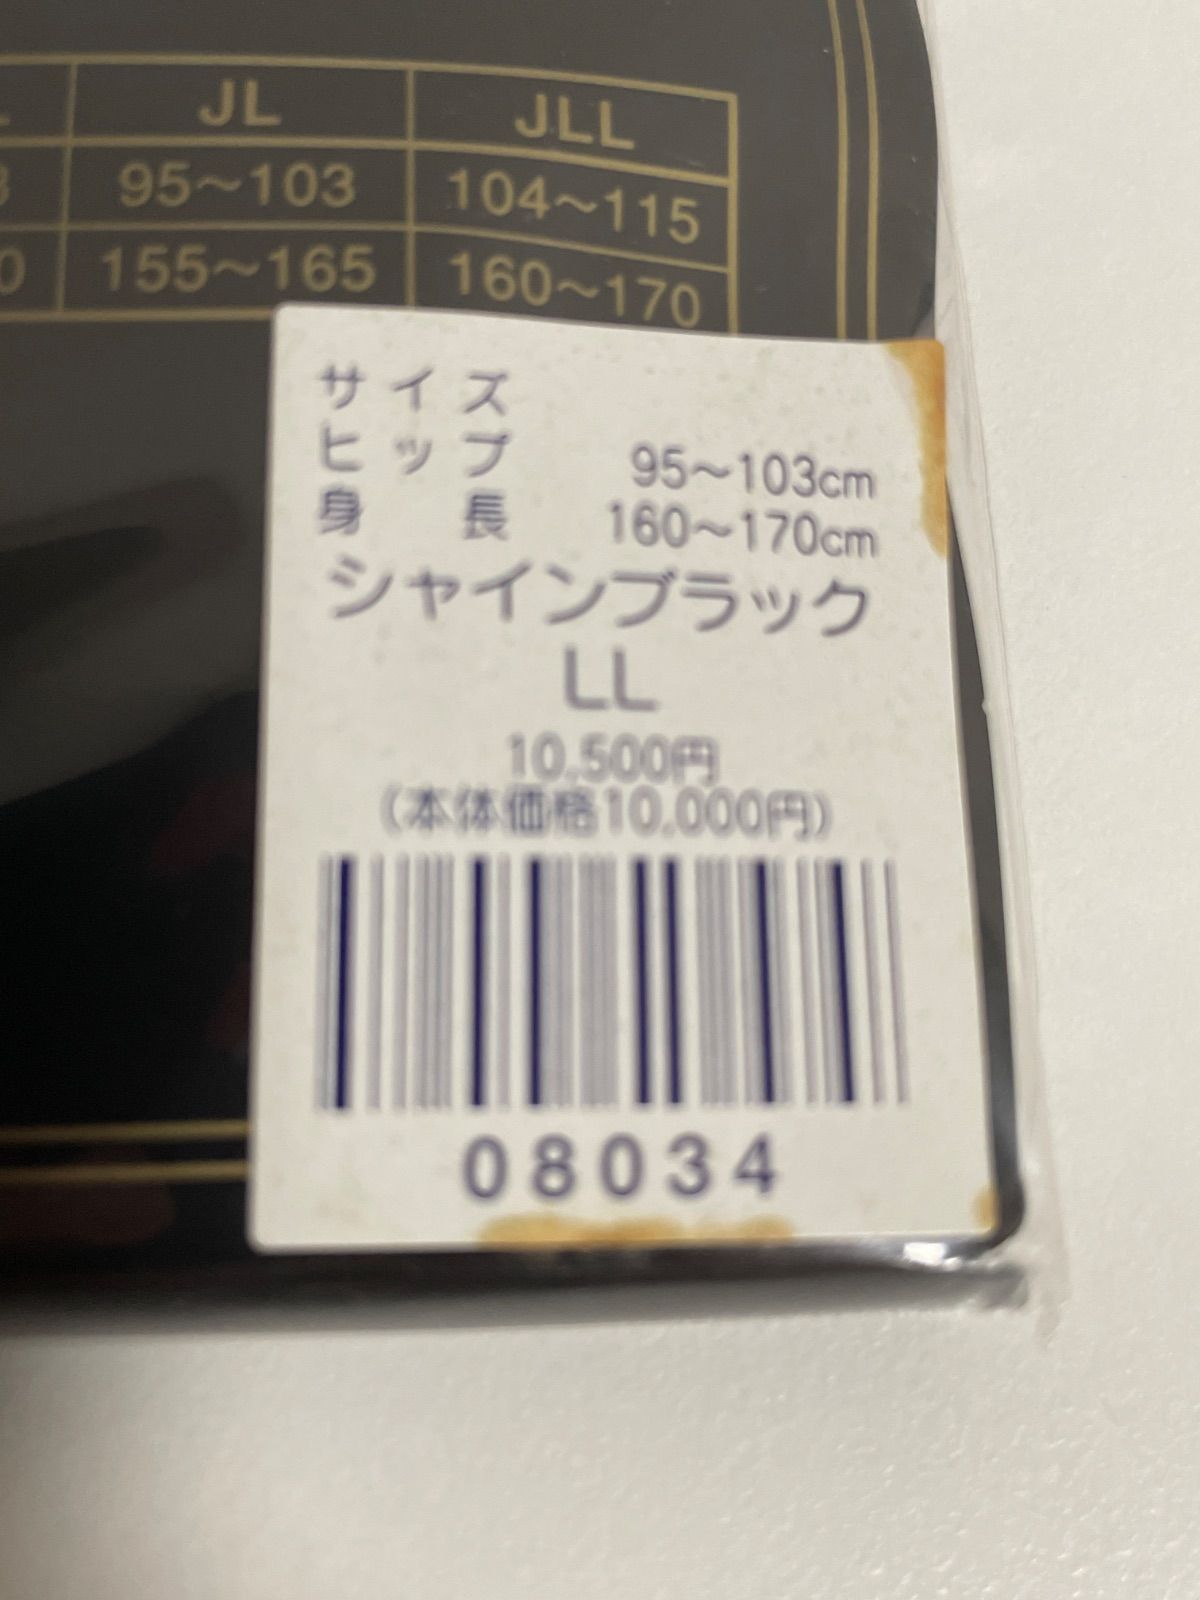 JL JLL
95～103 104～115
155～165 160～170
サイズ
ヒップ 95～103cm
身長 160～170cm
シャインブラック
LL
10,500円
(本体価格10,000円)
08034